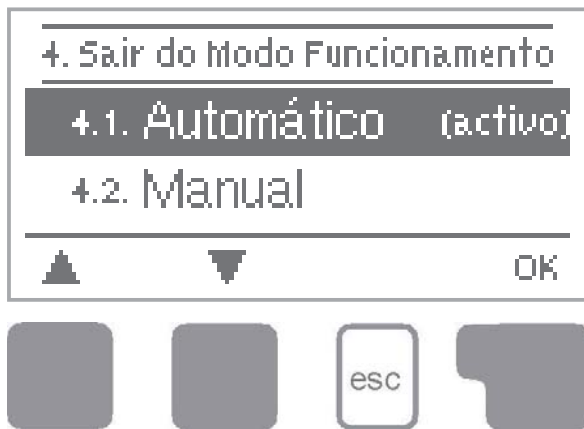 4. Sair do Modo Funcionamento
4.1. Automático (activo)
4.2. Manual
OK
esc